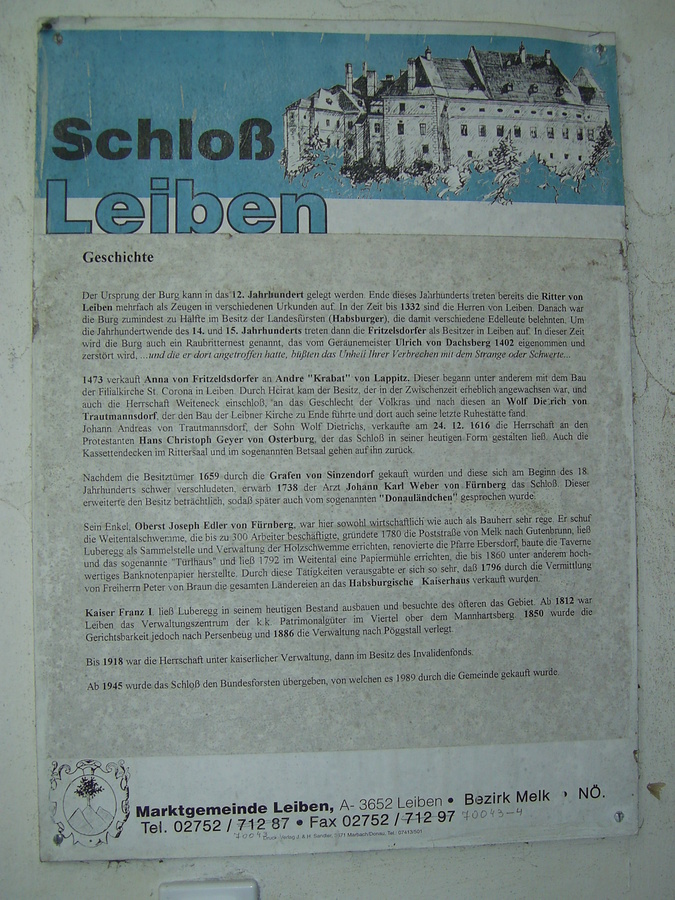 Schloß
Leiben
Geschichte
Der Ursprung der Burg kann in das 12. Jahrhundert gelegt werden. Ende dieses Jahrhunderts treten bereits die Ritter von
Leiben mehrfach als Zeugen in verschiedenen Urkunden auf. In der Zeit bis 1332 sind die Herren von Leiben. Danach war
die Burg zumindest zu Hälfte im Besitz der Landesfürsten (Habsburger), die damit verschiedene Edelleute belehnten. Um
die Jahrhundertwende des 14. und 15. Jahrhunderts treten dann die Fritzelsdorfer als Besitzer in Leiben auf. In dieser Zeit
wird die Burg auch ein Raubritternest genannt, das vom Geräunemeister Ulrich von Dachsberg 1402 eigenommen und
zerstört wird, ...und die er dort angetroffen hatte, büßten das Unheil Ihrer Verbrechen mit dem Strange oder Schwerte...
1473 verkauft Anna von Fritzeldsdorfer an Andre "Krabat" von Lappitz. Dieser begann unter anderem mit dem Bau
der Filialkirche St. Corona in Leiben. Durch Heirat kam der Besitz, der in der Zwischenzeit erheblich angewachsen war, und
auch die Herrschaft Weiteneck einschloß, an das Geschlecht der Volkras und nach diesen an Wolf Dietrich von
Trautmannsdorf, der den Bau der Leibner Kirche zu Ende führte und dort auch seine letzte Ruhestätte fand.
Johann Andreas von Trautmannsdorf, der Sohn Wolf Dietrichs, verkaufte am 24. 12. 1616 die Herrschaft an den
Protestanten Hans Christoph Geyer von Osterburg, der das Schloß in seiner heutigen Form gestalten ließ. Auch die
Kassettendecken im Rittersaal und im sogenannten Betsaal gehen auf ihn zurück.
Nachdem die Besitztümer 1659 durch die Grafen von Sinzendorf gekauft wurden und diese sich am Beginn des 18.
Jahrhunderts schwer verschludeten, erwarb 1738 der Arzt Johann Karl Weber von Fürnberg das Schloß. Dieser
erweiterte den Besitz beträchtlich, sodaß später auch vom sogenannten "Donauländchen" gesprochen wurde.
Sein Enkel, Oberst Joseph Edler von Fürnberg, war hier sowohl wirtschaftlich wie auch als Bauherr sehr rege. Er schuf
die Weitentalschwemme, die bis zu 300 Arbeiter beschäftigte, gründete 1780 die Poststraße von Melk nach Gutenbrunn, ließ
Luberegg als Sammelstelle und Verwaltung der Holzschwemme errichten, renovierte die Pfarre Ebersdorf, baute die Taverne
und das sogenannte "Türlhaus" und ließ 1792 im Weitental eine Papiermühle errichten, die bis 1860 unter anderem hoch-
wertiges Banknotenpapier herstellte. Durch diese Tätigkeiten verausgabte er sich so sehr, daß 1796 durch die Vermittlung
von Freiherrn Peter von Braun die gesamten Ländereien an das Habsburgische Kaiserhaus verkauft wurden.
Kaiser Franz I. ließ Luberegg in seinem heutigen Bestand ausbauen und besuchte des öfteren das Gebiet. Ab 1812 war
Leiben das Verwaltungszentrum der k.k. Patrimonalgüter im Viertel ober dem Mannhartsberg. 1850 wurde die
Gerichtsbarkeit jedoch nach Persenbeug und 1886 die Verwaltung nach Pöggstall verlegt.
Bis 1918 war die Herrschaft unter kaiserlicher Verwaltung, dann im Besitz des Invalidenfonds.
Ab 1945 wurde das Schloß den Bundesforsten übergeben, von welchen es 1989 durch die Gemeinde gekauft wurde.
Marktgemeinde Leiben, A- 3652 Leiben • Bezirk Melk • NÖ.
Tel. 02752 / 712 87 • Fax 02752 / 712 97 70043-4
70043